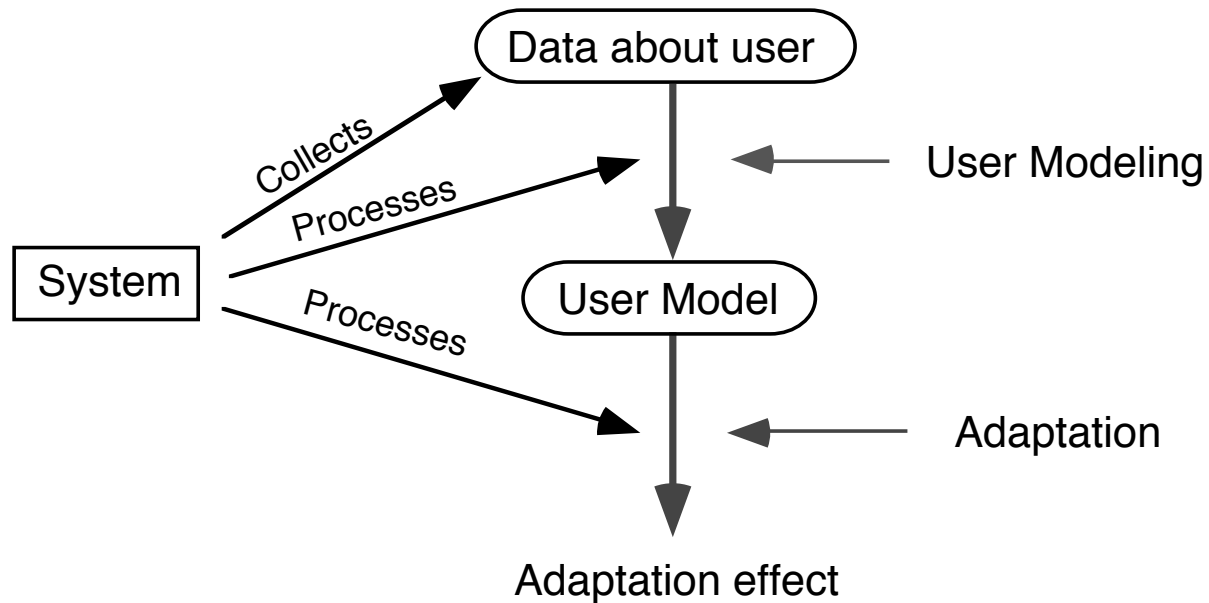 Data about user
Collects
Processes
User Modeling
System
User Model
Processes
Adaptation
Adaptation effect